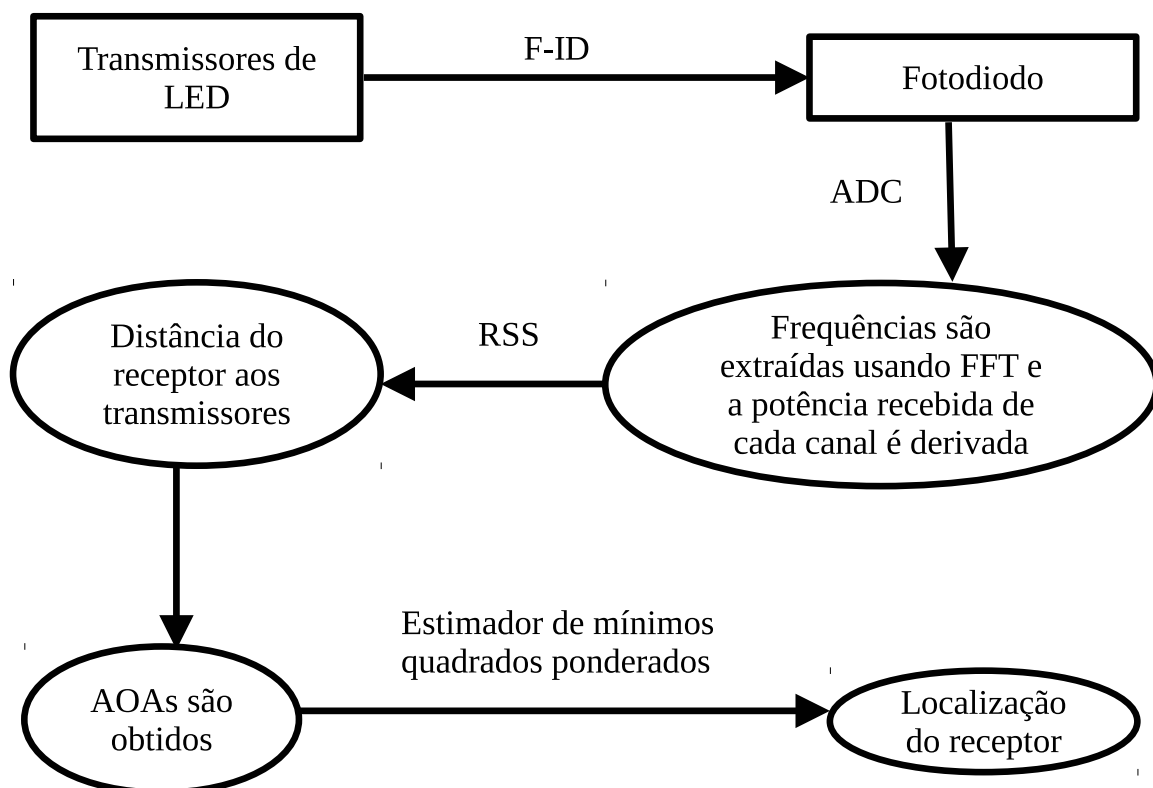 Transmissores de
LED
F-ID
Fotodiodo
ADC
Frequências são
extraídas usando FFT e
a potência recebida de
cada canal é derivada
RSS
Distância do
receptor aos
transmissores
AOAs são
obtidos
Estimador de mínimos
quadrados ponderados
Localização
do receptor